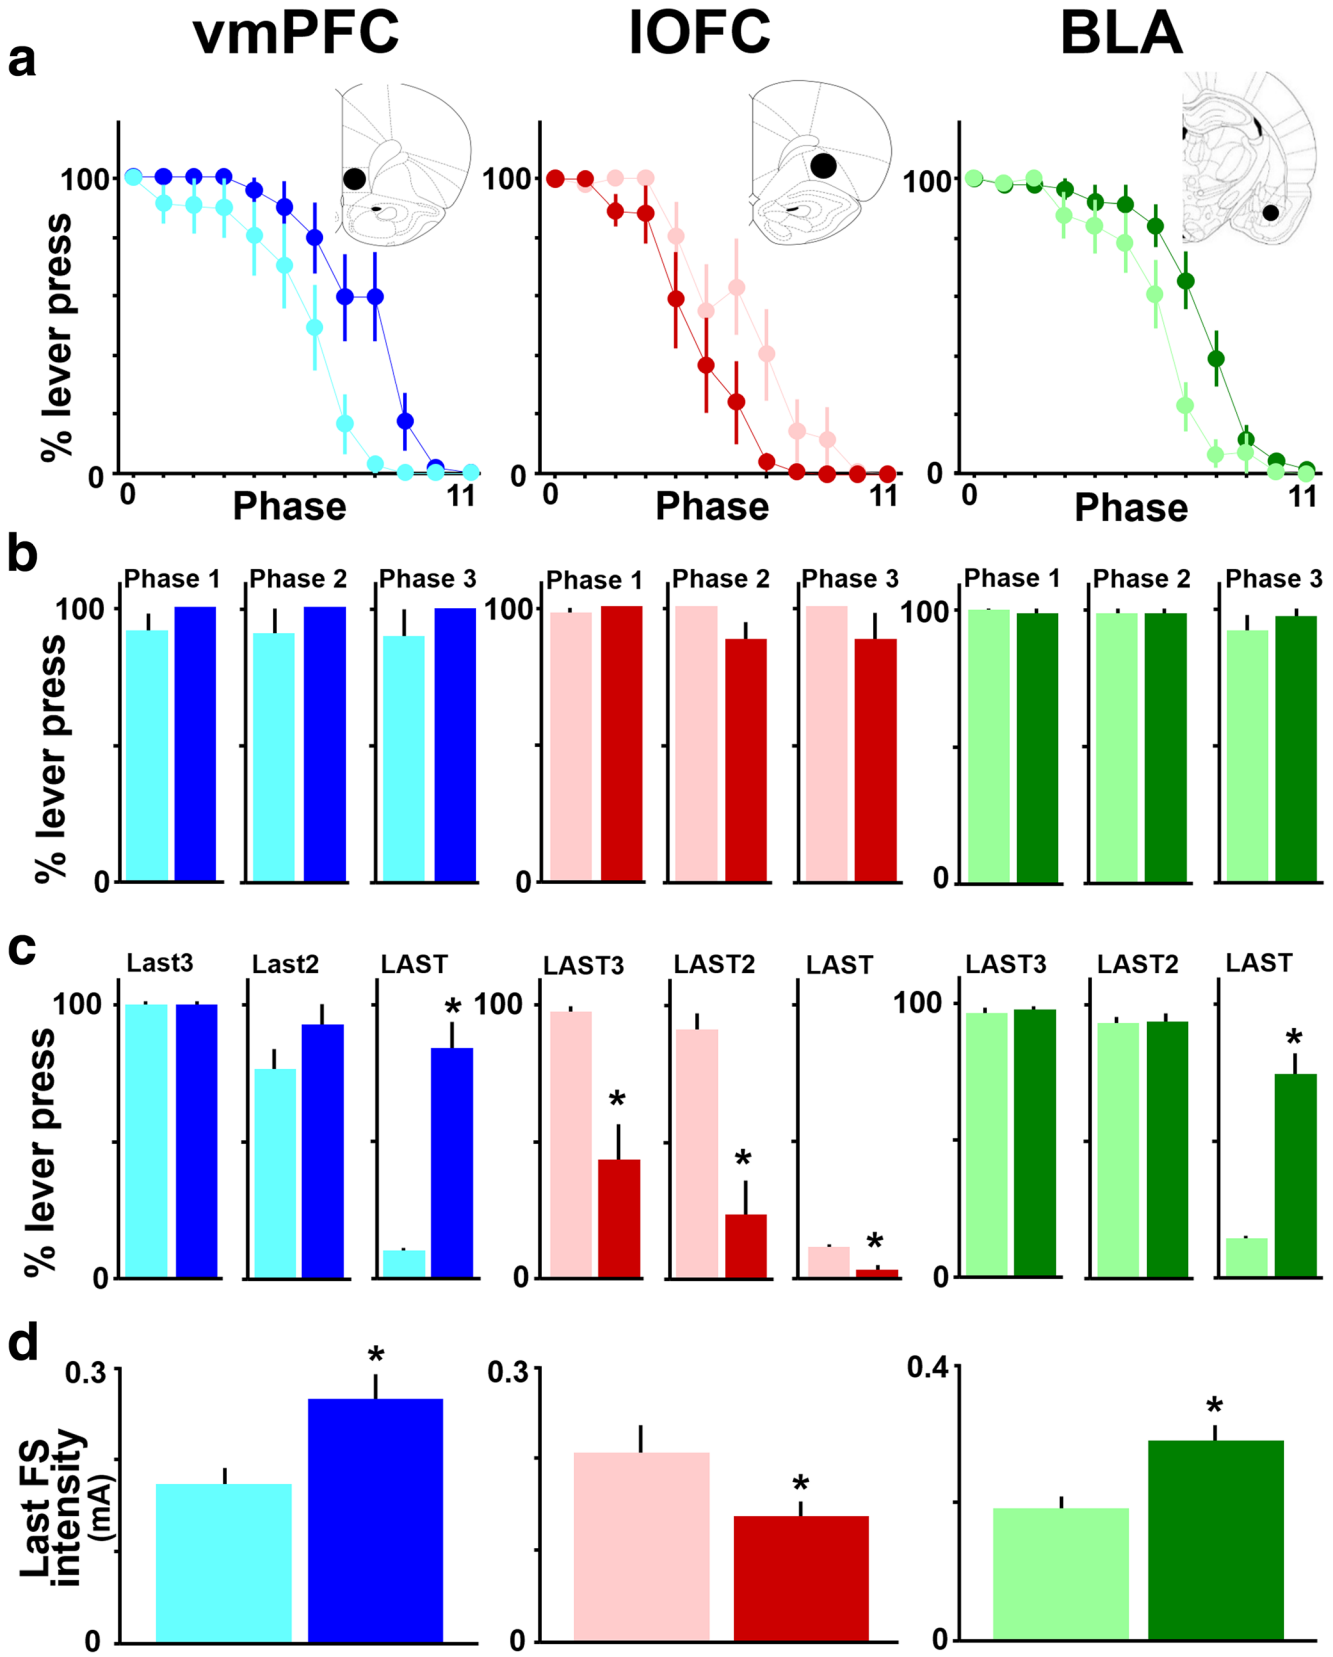 vmPFC lOFC BLA
a
% lever press
100 100 100
0 0 0
0 11 0 11 0 11
Phase Phase Phase
b
Phase 1 Phase 2 Phase 3 Phase 1 Phase 2 Phase 3 Phase 1 Phase 2 Phase 3
% lever press
100 100 100
0 0 0
c
Last3 Last2 LAST LAST3 LAST2 LAST LAST3 LAST2 LAST
% lever press
100 * 100 100
* * * *
0 0 0
d
Last FS
intensity
(mA)
0.3 0.3 0.4
* * *
0 0 0